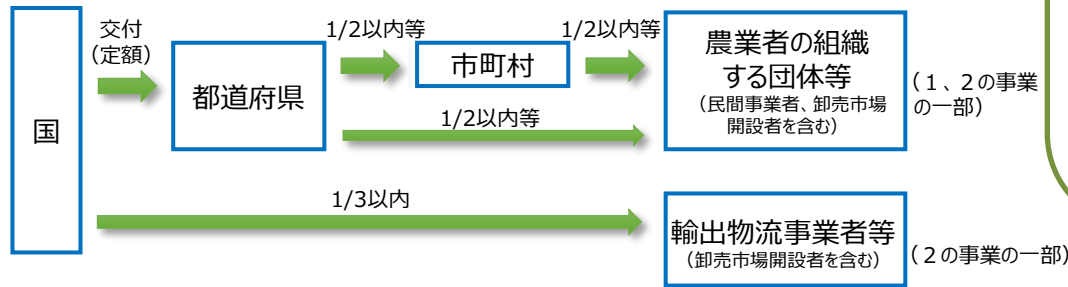 国
交付
（定額）
都道府県
1/2以内等
市町村
1/2以内等
1/2以内等
農業者の組織
する団体等
（民間事業者、卸売市場
開設者を含む）
（１、２の事業
の一部）
1/3以内
輸出物流事業者等
（卸売市場開設者を含む）
（２の事業の一部）